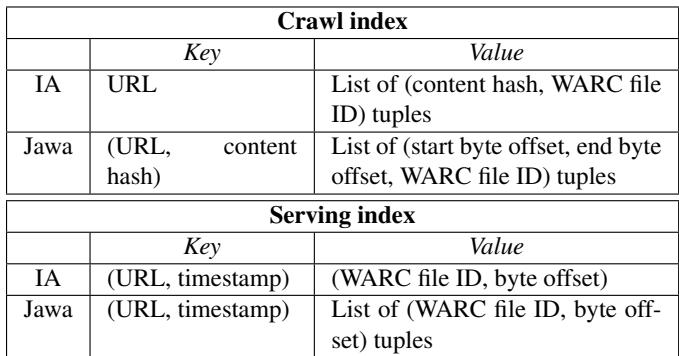 Crawl index
Key Value
IA URL List of (content hash, WARC file
ID) tuples
Jawa (URL, content List of (start byte offset, end byte
hash) offset, WARC file ID) tuples
Serving index
Key Value
IA (URL, timestamp) (WARC file ID, byte offset)
Jawa (URL, timestamp) List of (WARC file ID, byte off-
set) tuples